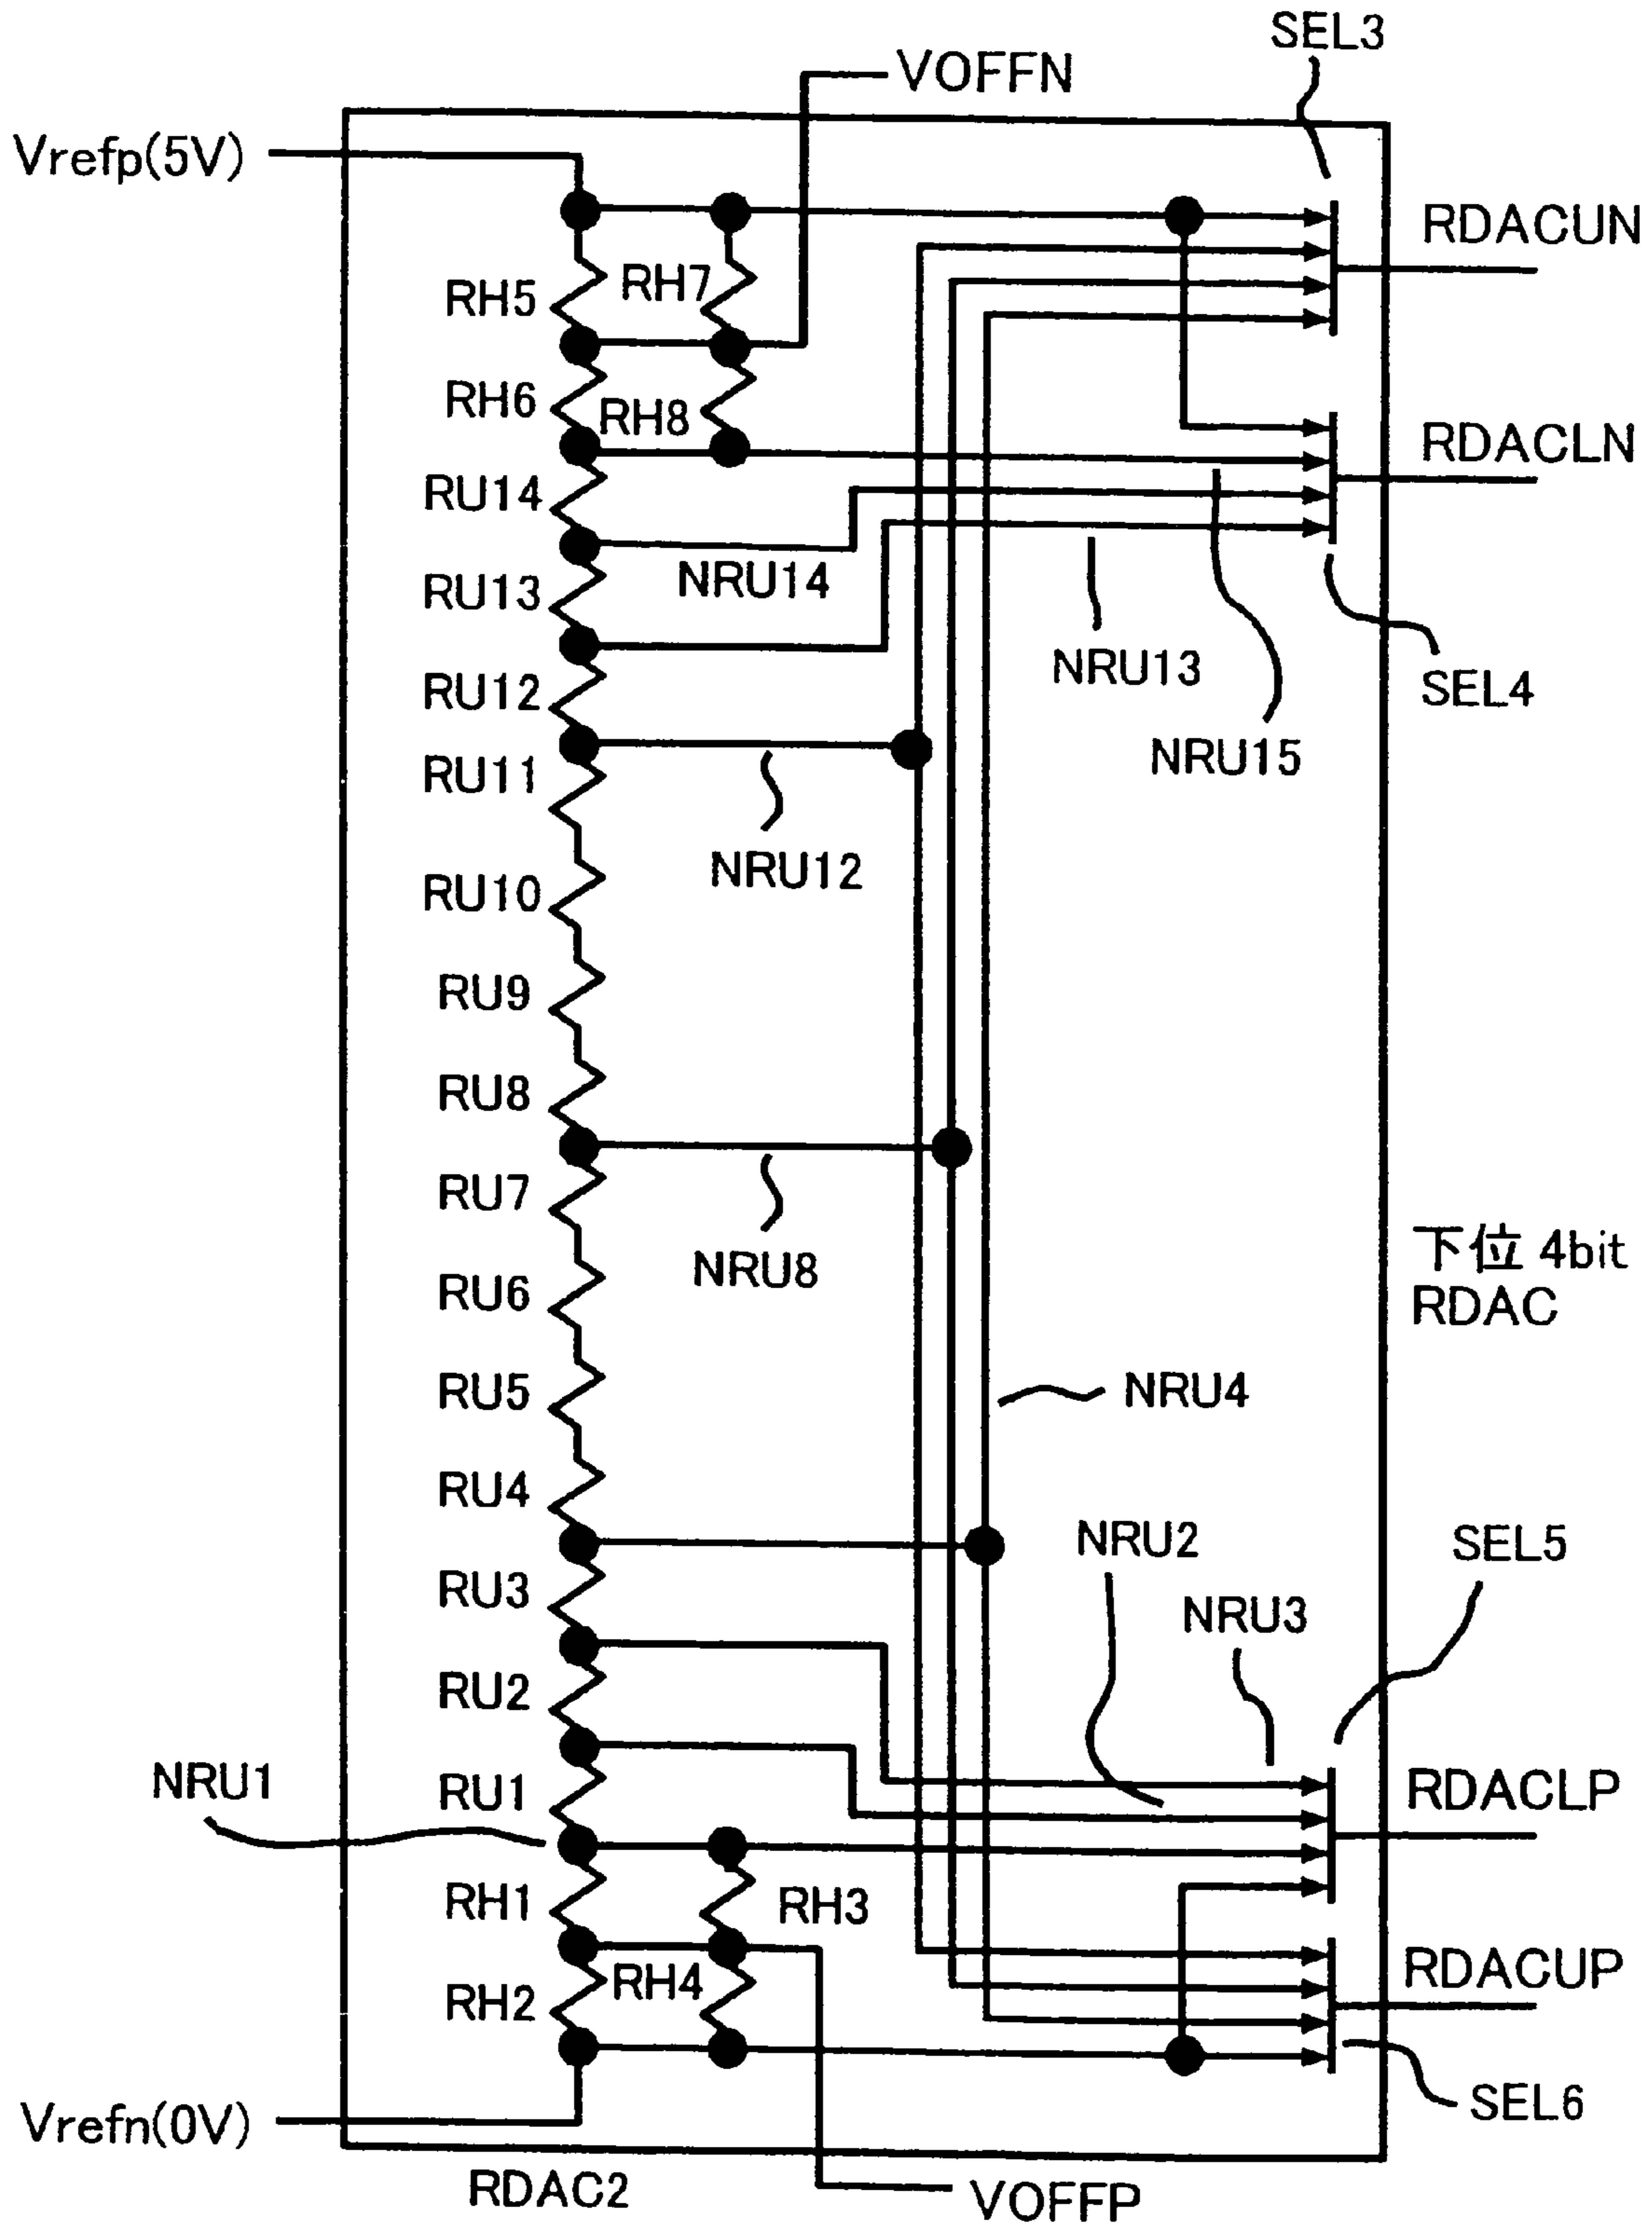 SEL3
VOFFN
Vrefp(5V)
RDACUN
RH5
RH7
RH6
RH8
RDACLN
RU14
NRU14
RU13
NRU13
SEL4
RU12
NRU15
RU11
NRU12
RU10
RU9
RU8
RU7
NRU8
下位 4bit
RDAC
RU6
RU5
NRU4
RU4
NRU2
SEL5
RU3
NRU3
RU2
NRU1
RU1
RDACLP
RH1
RH3
RH4
RH2
RDACUP
SEL6
Vrefn(0V)
RDAC2
VOFFP